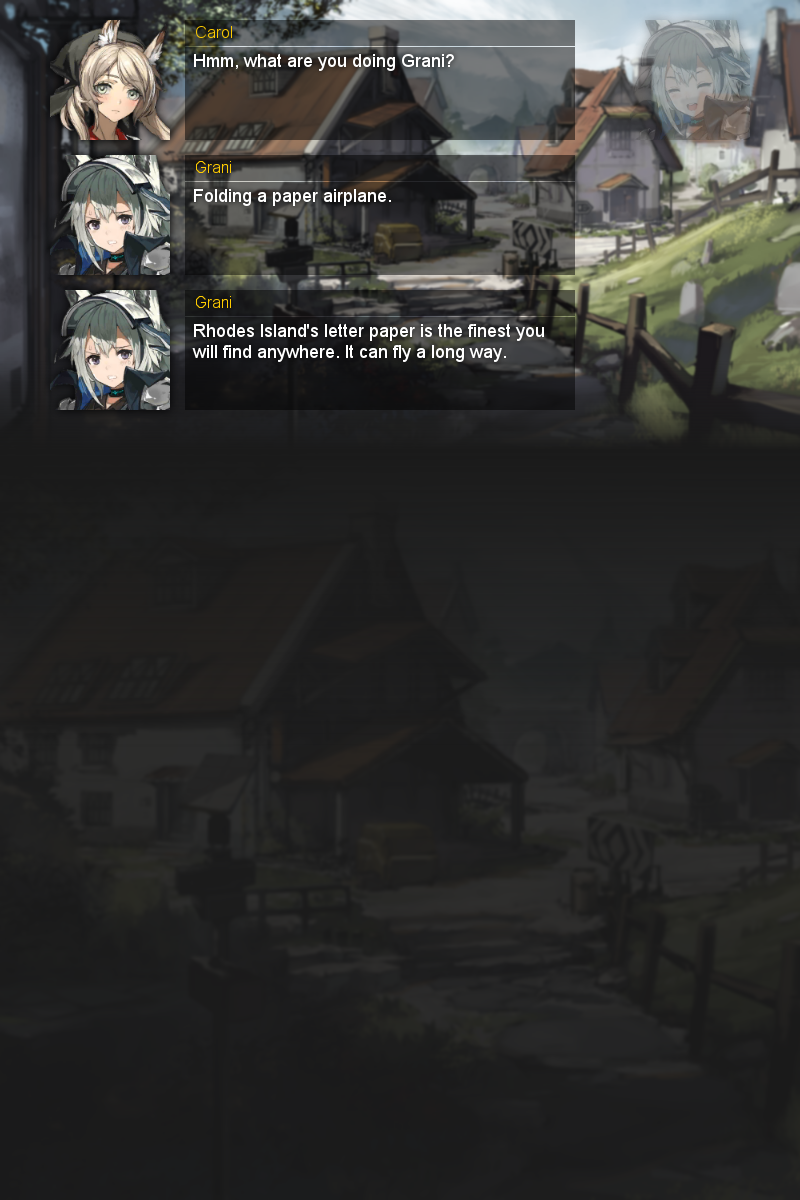 Carol
Hmm, what are you doing Grani?
Grani
Folding a paper airplane.
Grani
Rhodes Island's letter paper is the finest you
will find anywhere. It can fly a long way.